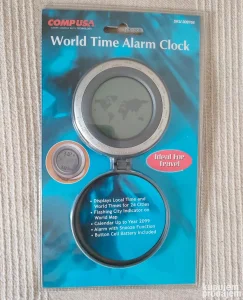 COMPUSA
World Time Alarm Clock
Ideal For
Travel
• Displays Local Time and
World Times for 24 Cities
• Flashing City Indicator on
World Map
• Calendar Up to Year 2099
• Alarm with Snooze Function
• Button Cell Battery Included
kupujem